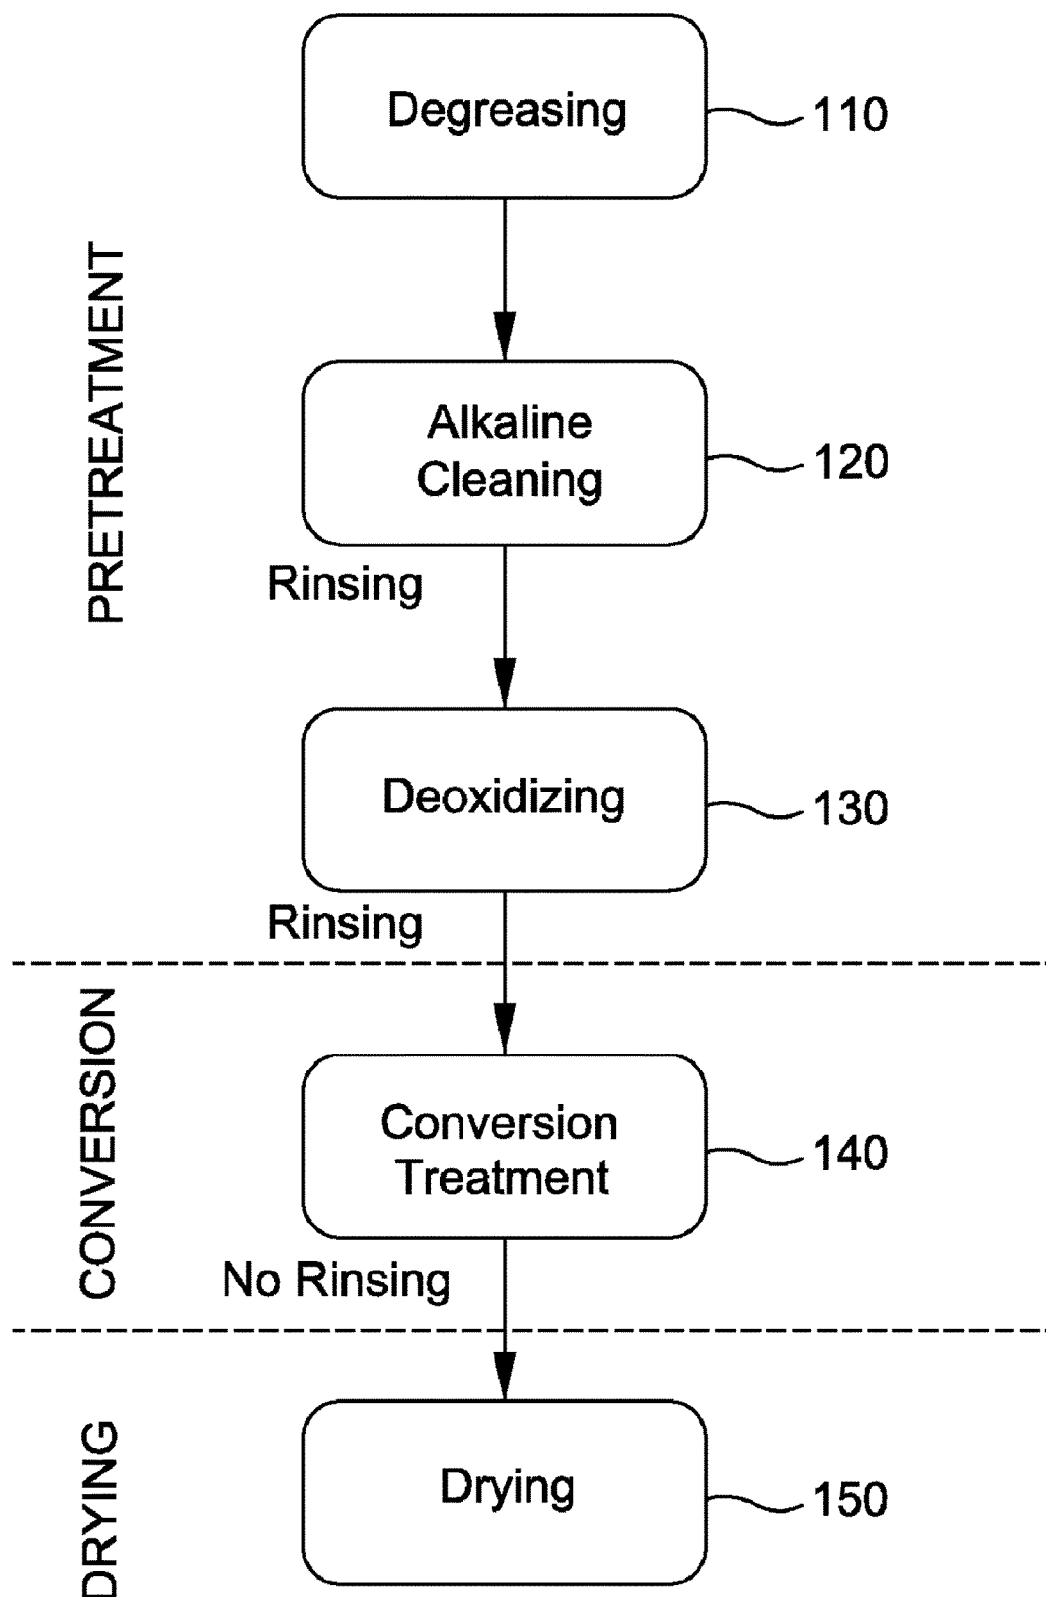 Degreasing
110
PRETREATMENT
Alkaline
Cleaning
120
Rinsing
Deoxidizing
130
Rinsing
CONVERSION
Conversion
Treatment
140
No Rinsing
DRYING
Drying
150